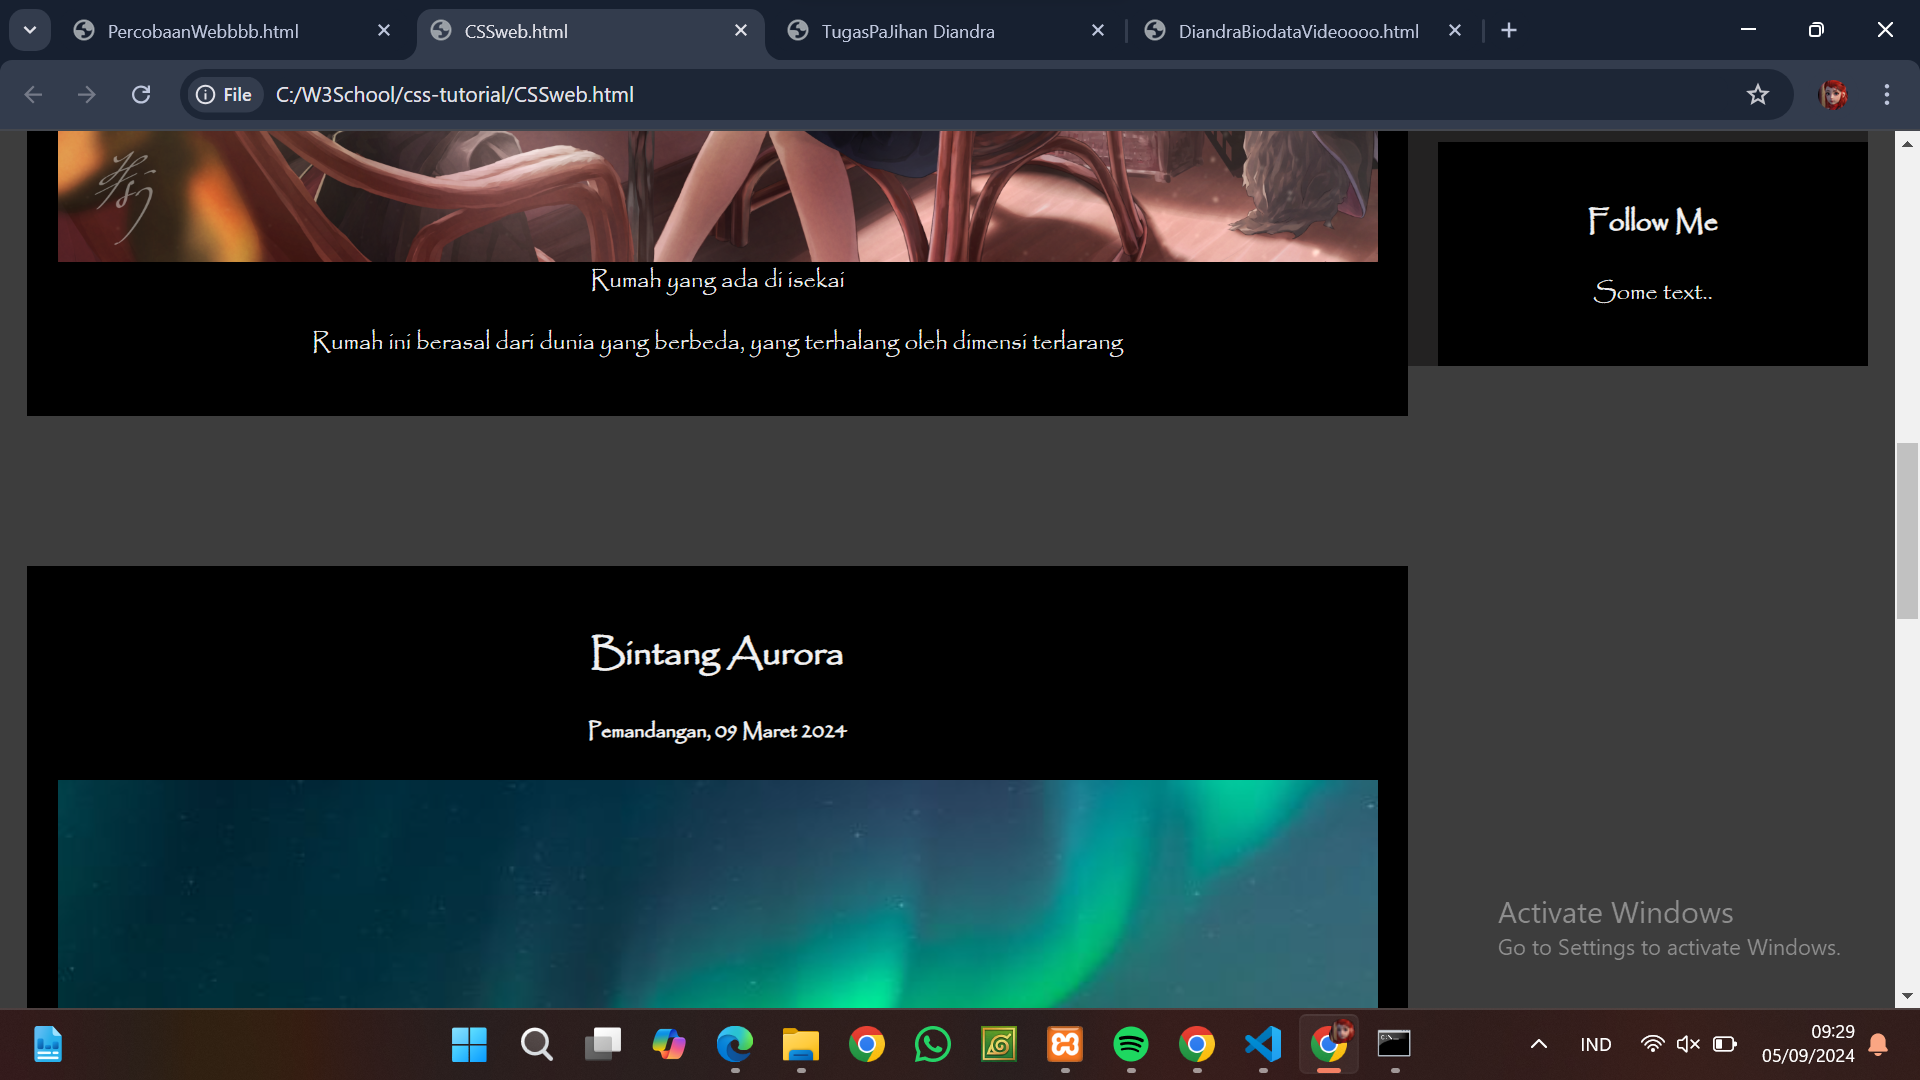 PercobaanWebbbb.html
CSSweb.html
TugasPaJihan Diandra
DiandraBiodataVideoooo.html
File
C:/W3School/css-tutorial/CSSweb.html
Follow Me
Some text..
Rumah yang ada di isekai
Rumah ini berasal dari dunia yang berbeda, yang terhalang oleh dimensi terlarang
Bintang Aurora
Pemandangan, 09 Maret 2024
Activate Windows
Go to Settings to activate Windows.
IND
09:29
05/09/2024